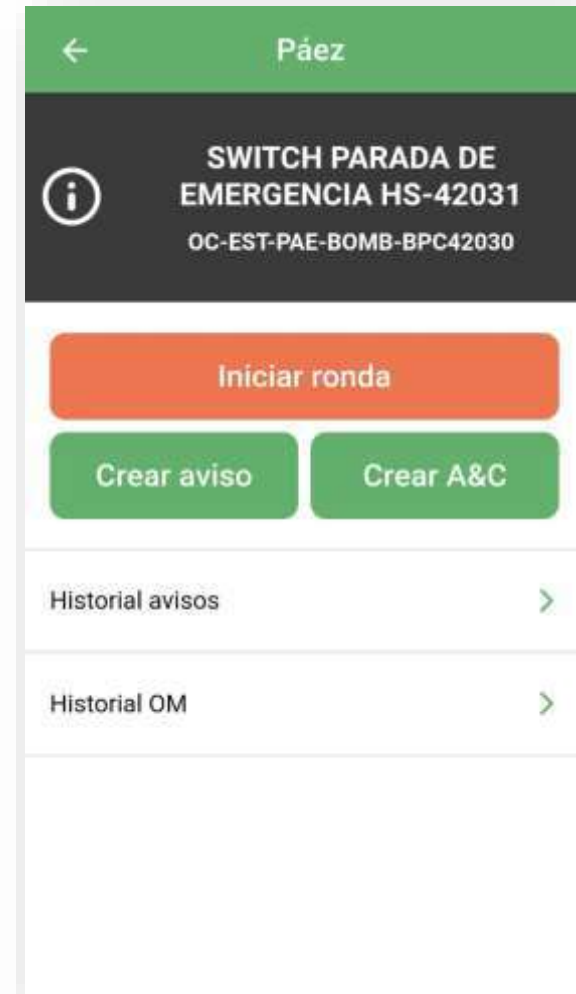 Páez
SWITCH PARADA DE
EMERGENCIA HS-42031
OC-EST-PAE-BOMB-BPC42030
Iniciar ronda
Crear aviso
Crear A&C
Historial avisos
Historial OM